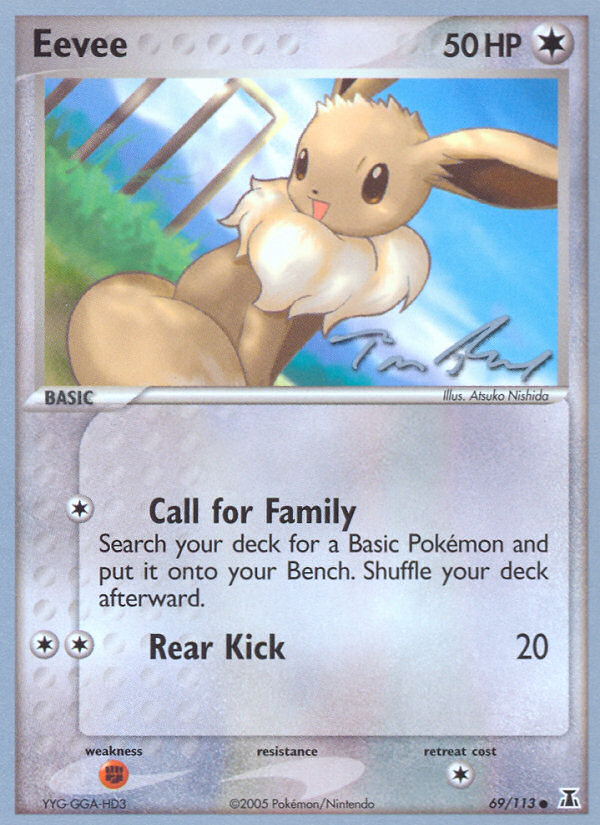 Eevee 50 HP
BASIC
Illus. Atsuko Nishida
Call for Family
Search your deck for a Basic Pokémon and
put it onto your Bench. Shuffle your deck
afterward.
Rear Kick 20
weakness resistance retreat cost
YYG-GGA-HD3 ©2005 Pokémon/Nintendo 69/113